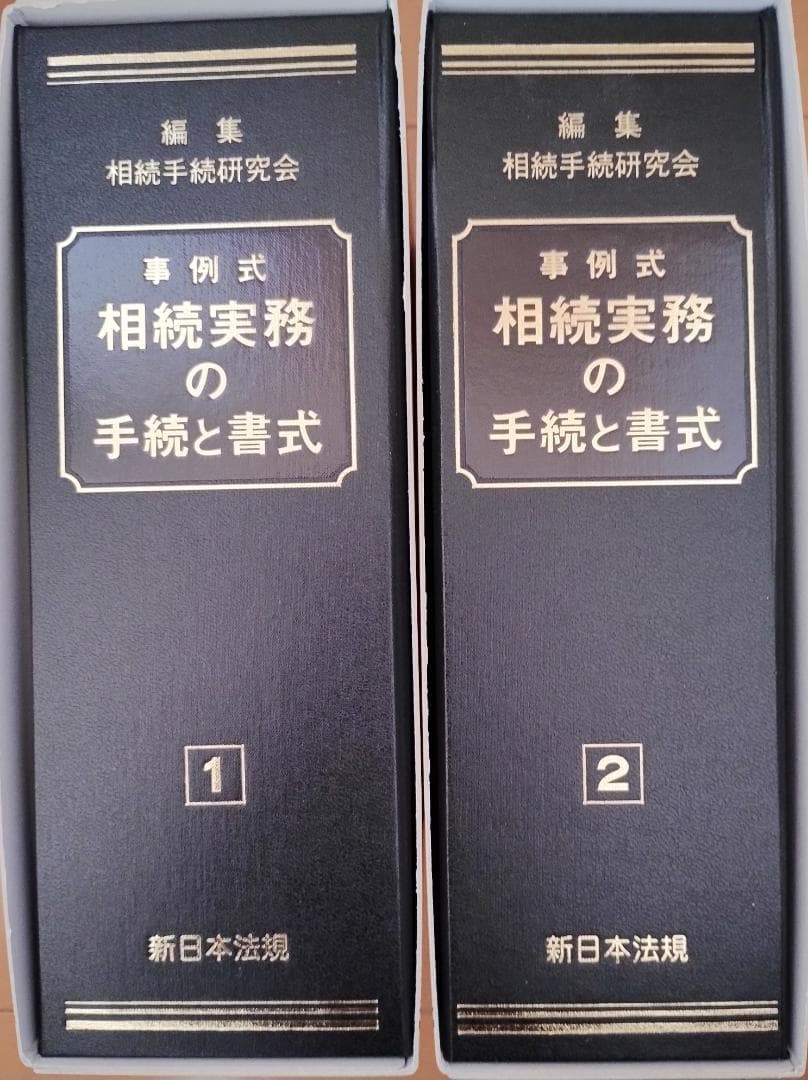 編集
相続手続研究会
事例式
相続実務
の
手続と書式
1
新日本法規
編集
相続手続研究会
事例式
相続実務
の
手続と書式
2
新日本法規